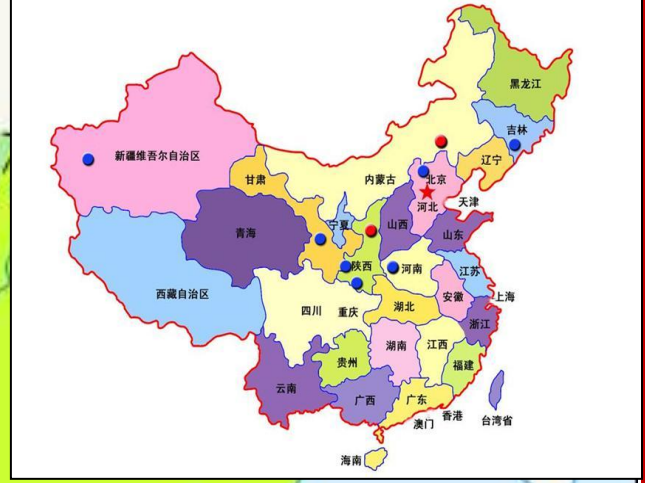 黑龙江
吉林
辽宁
新疆维吾尔自治区
甘肃
内蒙古
北京
河北
天津
宁夏
山西
山东
青海
陕西
河南
江苏
西藏自治区
安徽
上海
四川
重庆
湖北
浙江
湖南
江西
贵州
福建
云南
广西
广东
香港
澳门
台湾省
海南